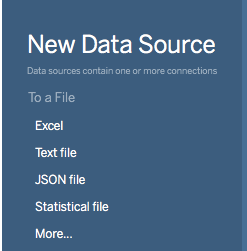 New Data Source
Data sources contain one or more connections
To a File
Excel
Text file
JSON file
Statistical file
More...